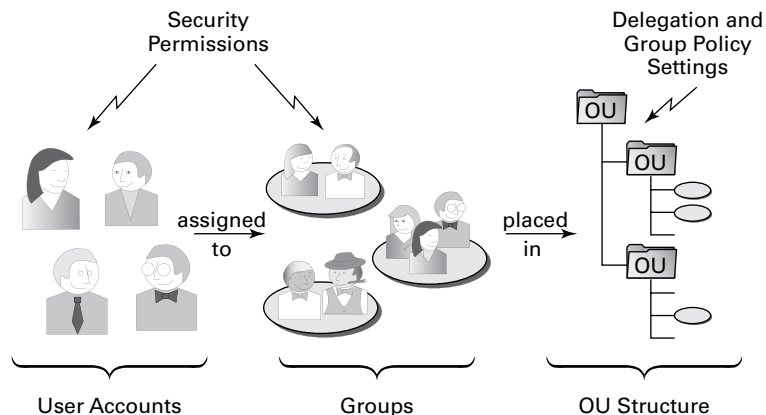 Security
Permissions
Delegation and
Group Policy
Settings
OU
OU
OU
assigned
to
placed
in
User Accounts
Groups
OU Structure